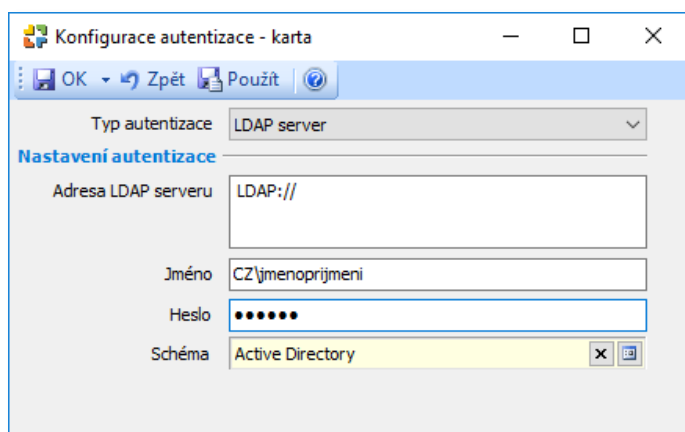 Konfigurace autentizace - karta
OK Zpět Použít
Typ autentizace LDAP server
Nastavení autentizace
Adresa LDAP serveru LDAP://
Jméno CZ\jmenoprijmeni
Heslo ●●●●●●
Schéma Active Directory